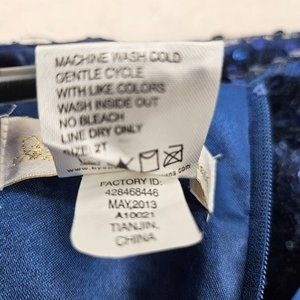 MACHINE WASH COLD
GENTLE CYCLE
WITH LIKE COLORS
WASH INSIDE OUT
NO BLEACH
LINE DRY ONLY
SIZE: 2T
FACTORY ID:
428468446
MAY,2013
A10021
TIANJIN,
CHINA